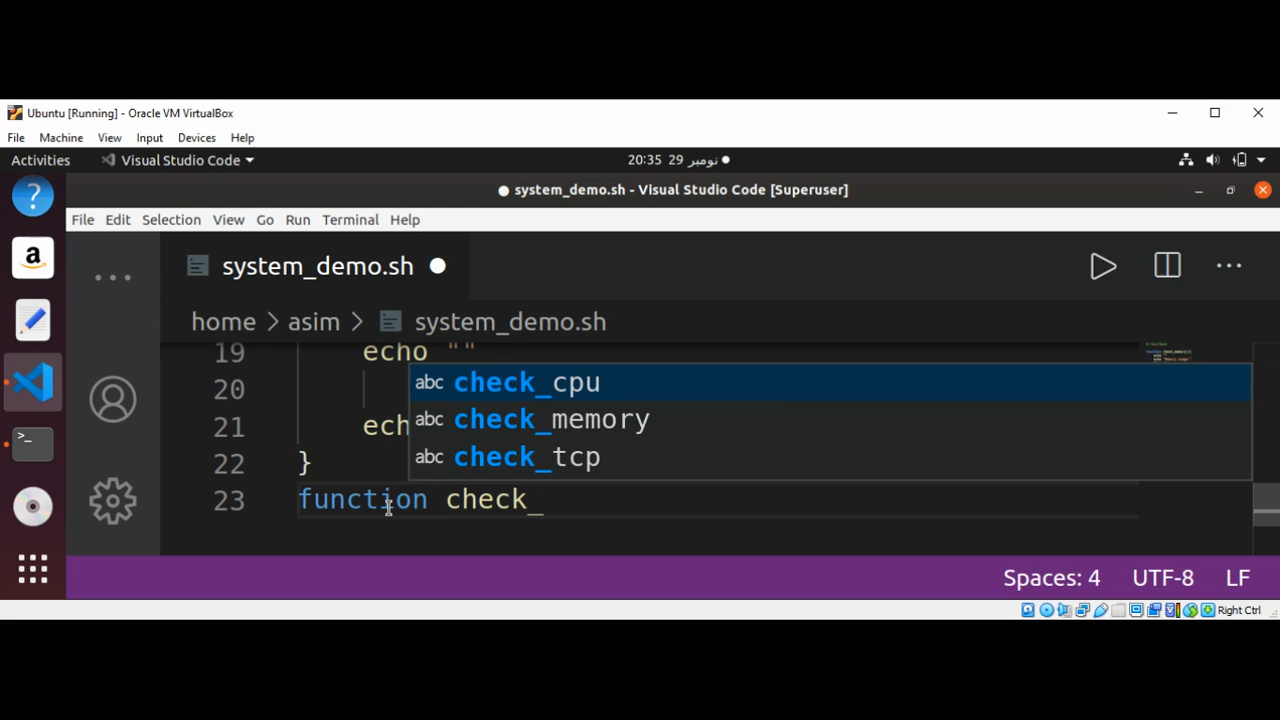 Ubuntu [Running] - Oracle VM VirtualBox
File Machine View Input Devices Help
Activities Visual Studio Code 20:35 29 نومبر
● system_demo.sh - Visual Studio Code [Superuser]
File Edit Selection View Go Run Terminal Help
system_demo.sh
home > asim > system_demo.sh
19 echo ""
20
21 ech
22 }
23 function check_
abc check_cpu
abc check_memory
abc check_tcp
Spaces: 4 UTF-8 LF
Right Ctrl